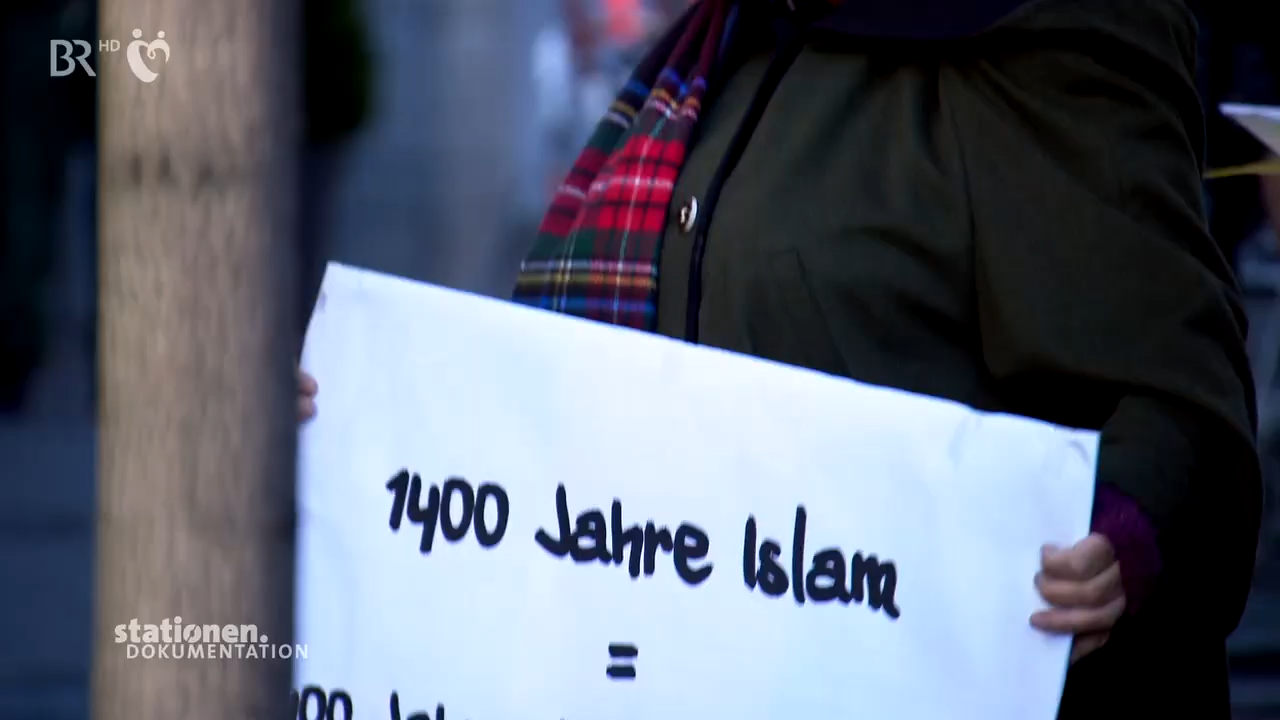 BR HD
1400 Jahre Islam
=
stationen.
DOKUMENTATION